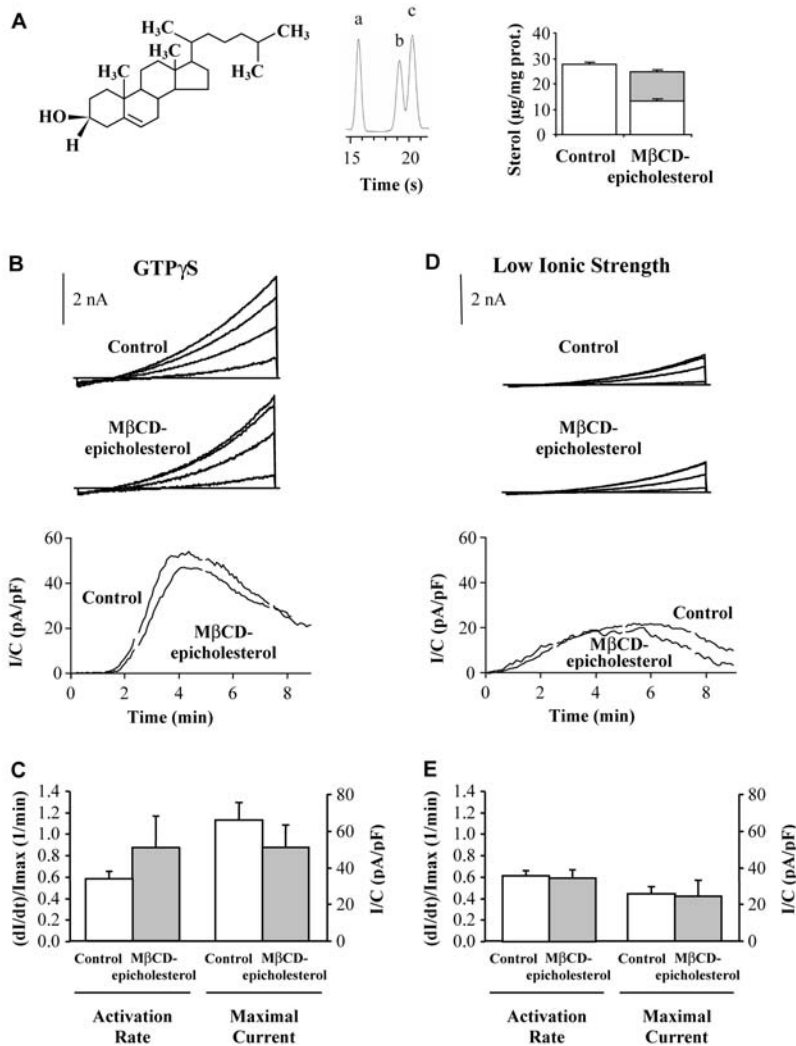 A
H₃C
CH₃
H₃C
CH₃
H₃C
HO
H
a
b
c
15
20
Time (s)
Sterol (µg/mg prot.)
40
30
20
10
0
Control
MβCD-
epicholesterol
B
GTPγS
2 nA
Control
MβCD-
epicholesterol
I/C (pA/pF)
60
40
20
0
Control
MβCD-
epicholesterol
0
2
4
6
8
Time (min)
D
Low Ionic Strength
2 nA
Control
MβCD-
epicholesterol
I/C (pA/pF)
60
40
20
0
Control
MβCD-
epicholesterol
0
2
4
6
8
Time (min)
C
(dI/dt)/Imax (1/min)
1.4
1.2
1.0
0.8
0.6
0.4
0.2
0.0
80
60
40
20
0
I/C (pA/pF)
Control
MβCD-
epicholesterol
Control
MβCD-
epicholesterol
Activation
Rate
Maximal
Current
E
(dI/dt)/Imax (1/min)
1.4
1.2
1.0
0.8
0.6
0.4
0.2
0.0
80
60
40
20
0
I/C (pA/pF)
Control
MβCD-
epicholesterol
Control
MβCD-
epicholesterol
Activation
Rate
Maximal
Current